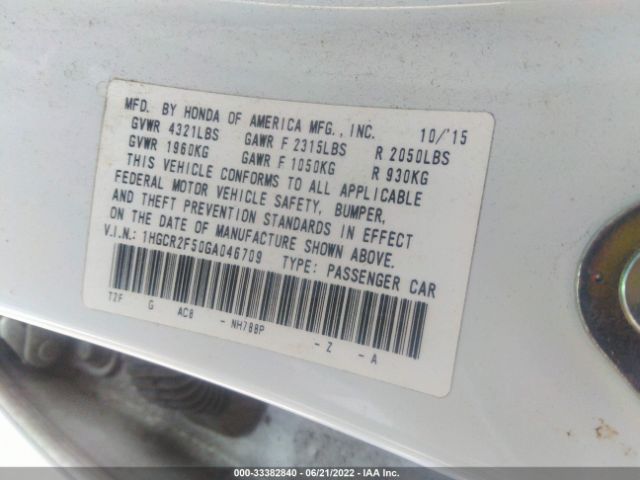 MFD. BY HONDA OF AMERICA MFG., INC. 10/'15
GVWR 4321LBS GAWR F 2315LBS R 2050LBS
GVWR 1960KG GAWR F 1050KG R 930KG
THIS VEHICLE CONFORMS TO ALL APPLICABLE
FEDERAL MOTOR VEHICLE SAFETY, BUMPER,
AND THEFT PREVENTION STANDARDS IN EFFECT
ON THE DATE OF MANUFACTURE SHOWN ABOVE.
V.I.N.: 1HGCR2F50GA046709 TYPE: PASSENGER CAR
T2F G AC8 - NH788P - Z - A
000-33382840 - 06/21/2022 - IAA Inc.